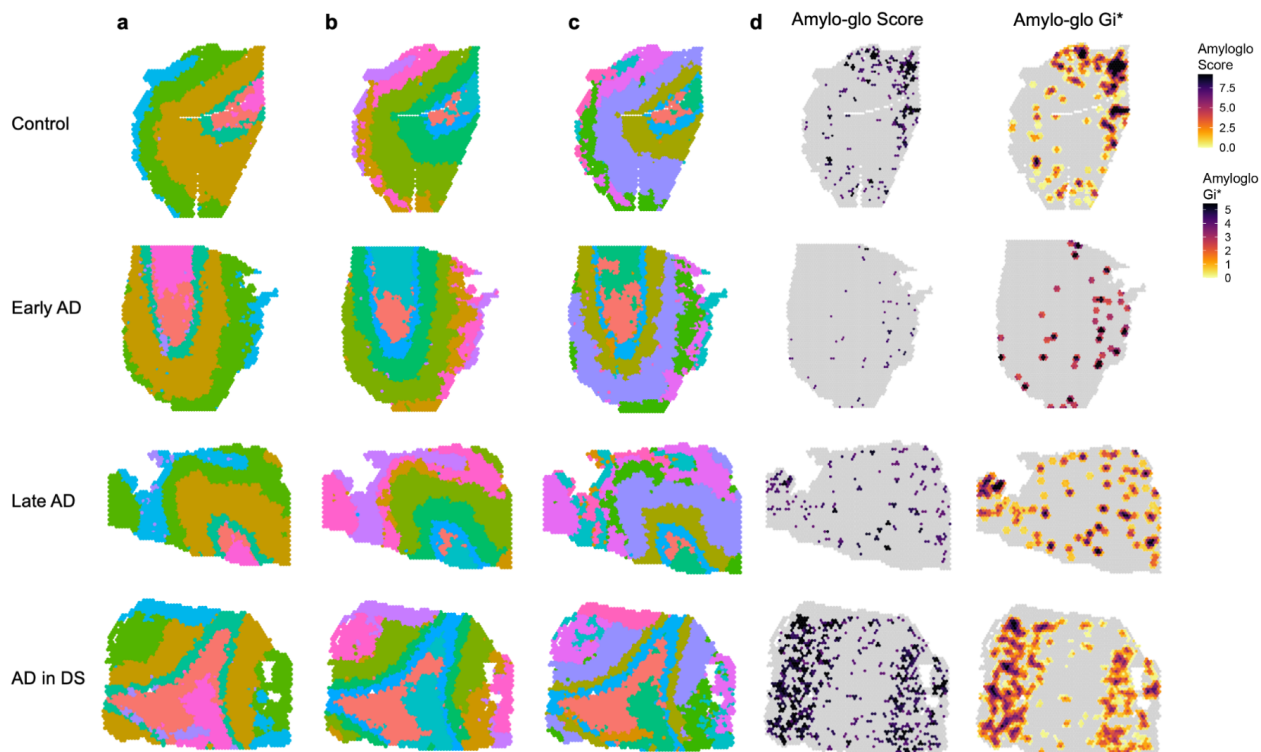 a
b
c
d
Amylo-glo Score
Amylo-glo Gi*
Control
Amyloglo
Score
7.5
5.0
2.5
0.0
Amyloglo
Gi*
5
4
3
2
1
0
Early AD
Late AD
AD in DS